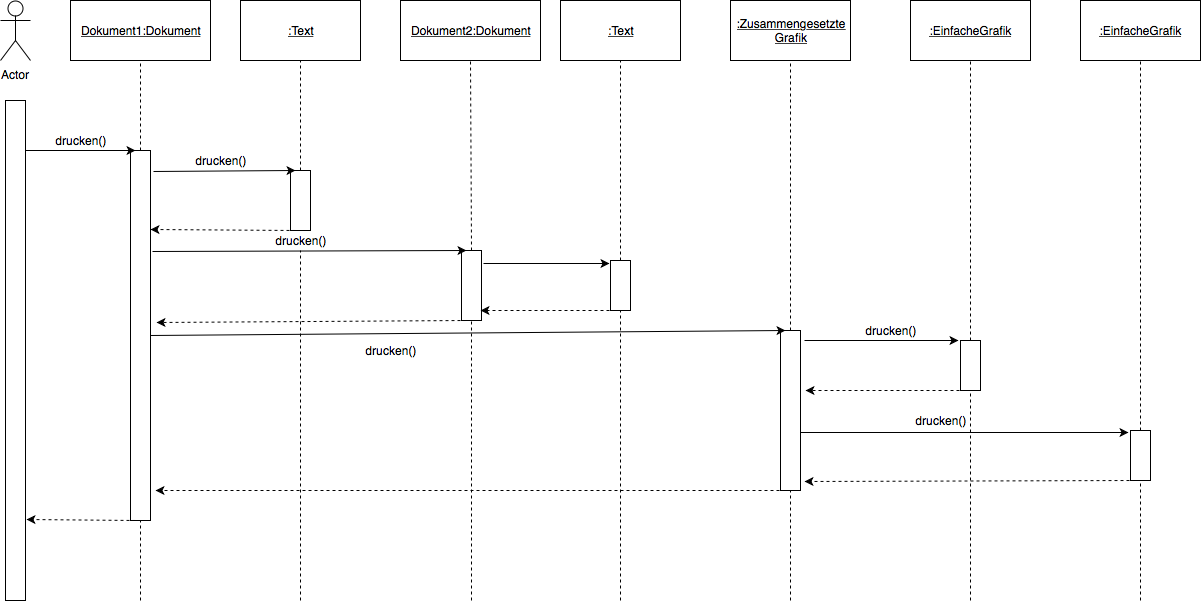 Dokument1:Dokument
:Text
Dokument2:Dokument
:Text
:Zusammengesetzte
Grafik
:EinfacheGrafik
:EinfacheGrafik
Actor
drucken()
drucken()
drucken()
drucken()
drucken()
drucken()